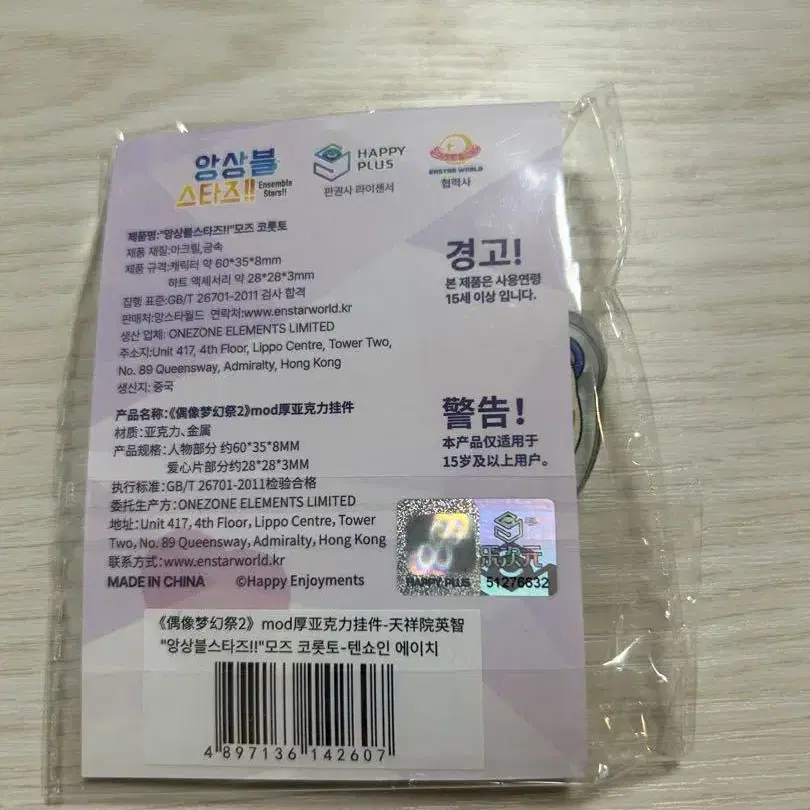 앙상블
스타즈!!
Ensemble
Stars!!
HAPPY
PLUS
판권사 라이센서
ENSTAR WORLD
협력사
제품명:"앙상블스타즈!!"모즈 코롯토
제품 재질:아크릴,금속
제품 규격:캐릭터 약 60*35*8mm
하트 액세서리 약 28*28*3mm
집행 표준:GB/T 26701-2011 검사 합격
판매처:앙스타월드 연락처:www.enstarworld.kr
생산 업체: ONEZONE ELEMENTS LIMITED
주소지:Unit 417, 4th Floor, Lippo Centre, Tower Two,
No. 89 Queensway, Admiralty, Hong Kong
생산지: 중국
경고!
본 제품은 사용연령
15세 이상 입니다.
产品名称:《偶像梦幻祭2》mod厚亚克力挂件
材质:亚克力、金属
产品规格:人物部分 约60*35*8MM
爱心片部分约28*28*3MM
执行标准:GB/T 26701-2011检验合格
委托生产方:ONEZONE ELEMENTS LIMITED
地址:Unit 417, 4th Floor, Lippo Centre, Tower
Two, No. 89 Queensway, Admiralty, Hong Kong
联系方式:www.enstarworld.kr
MADE IN CHINA ©Happy Enjoyments
警告!
本产品仅适用于
15岁及以上用户。
HAPPY PLUS
51276632
《偶像梦幻祭2》mod厚亚克力挂件-天祥院英智
"앙상블스타즈!!"모즈 코롯토-텐쇼인 에이치
4 897136 142607